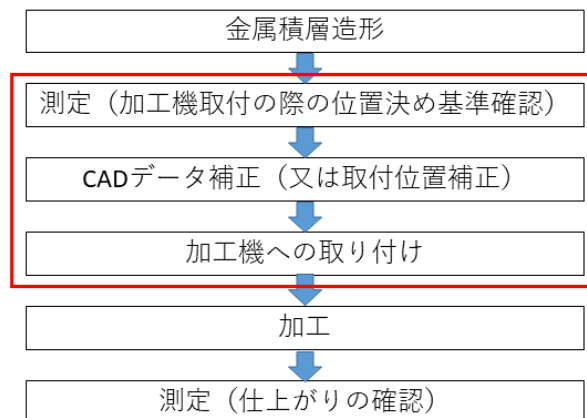 金属積層造形
測定（加工機取付の際の位置決め基準確認）
CADデータ補正（又は取付位置補正）
加工機への取り付け
加工
測定（仕上がりの確認）